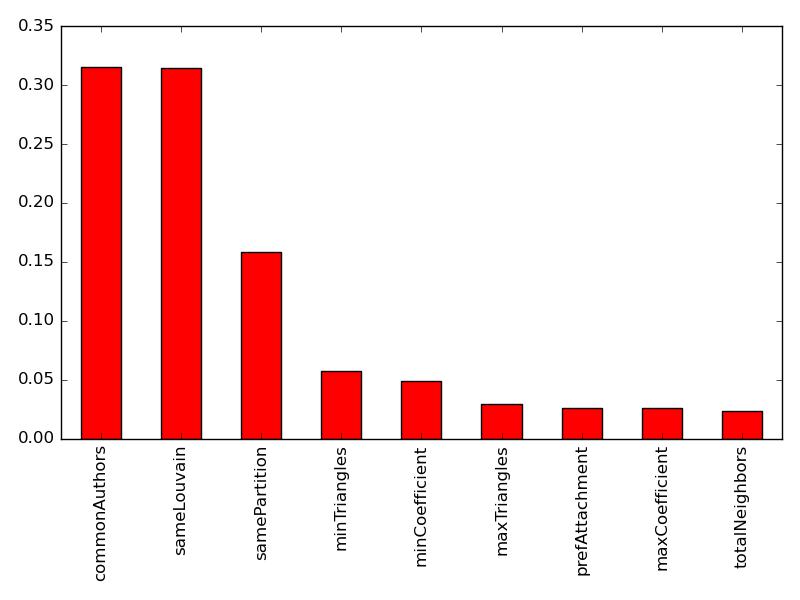 0.35
0.30
0.25
0.20
0.15
0.10
0.05
0.00
commonAuthors
sameLouvain
samePartition
minTriangles
minCoefficient
maxTriangles
prefAttachment
maxCoefficient
totalNeighbors